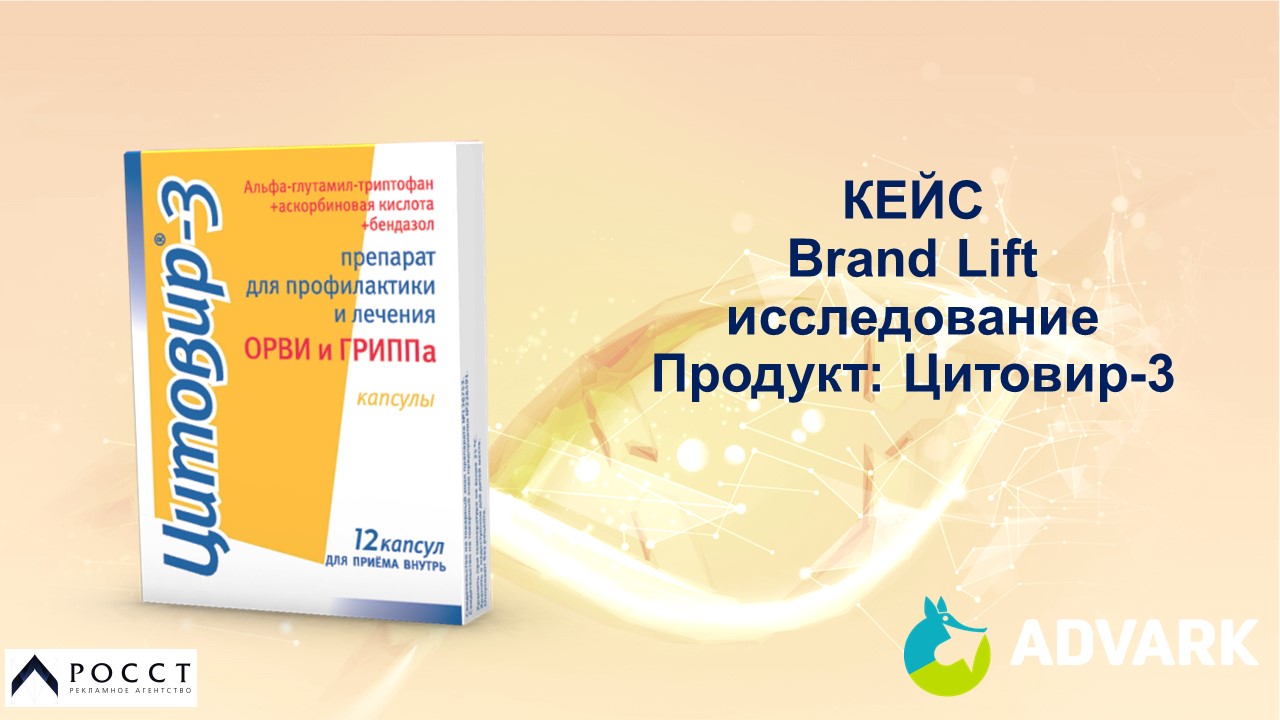 Цитовир®-3
Альфа-глутамил-триптофан
+аскорбиновая кислота
+бендазол
препарат
для профилактики
и лечения
ОРВИ и ГРИППа
капсулы
12 капсул
ДЛЯ ПРИЁМА ВНУТРЬ
КЕЙС
Brand Lift
исследование
Продукт: Цитовир-3
РОССТ
РЕКЛАМНОЕ АГЕНТСТВО
ADVARK